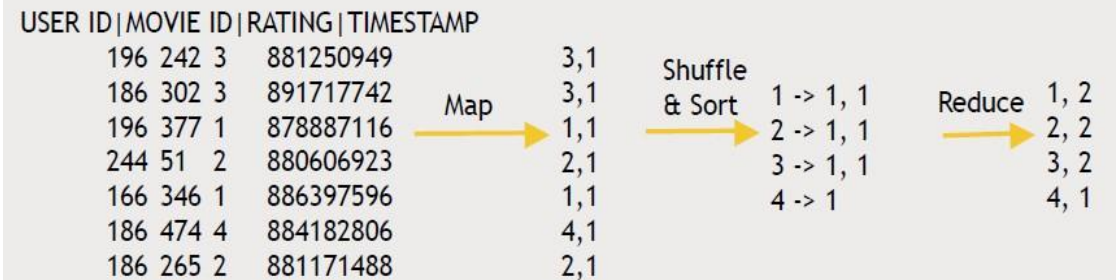 USER ID|MOVIE ID|RATING|TIMESTAMP
196 242 3 881250949
186 302 3 891717742
196 377 1 878887116
244 51 2 880606923
166 346 1 886397596
186 474 4 884182806
186 265 2 881171488
Map
3,1
3,1
1,1
2,1
1,1
4,1
2,1
Shuffle
& Sort
1 -> 1, 1
2 -> 1, 1
3 -> 1, 1
4 -> 1
Reduce
1, 2
2, 2
3, 2
4, 1